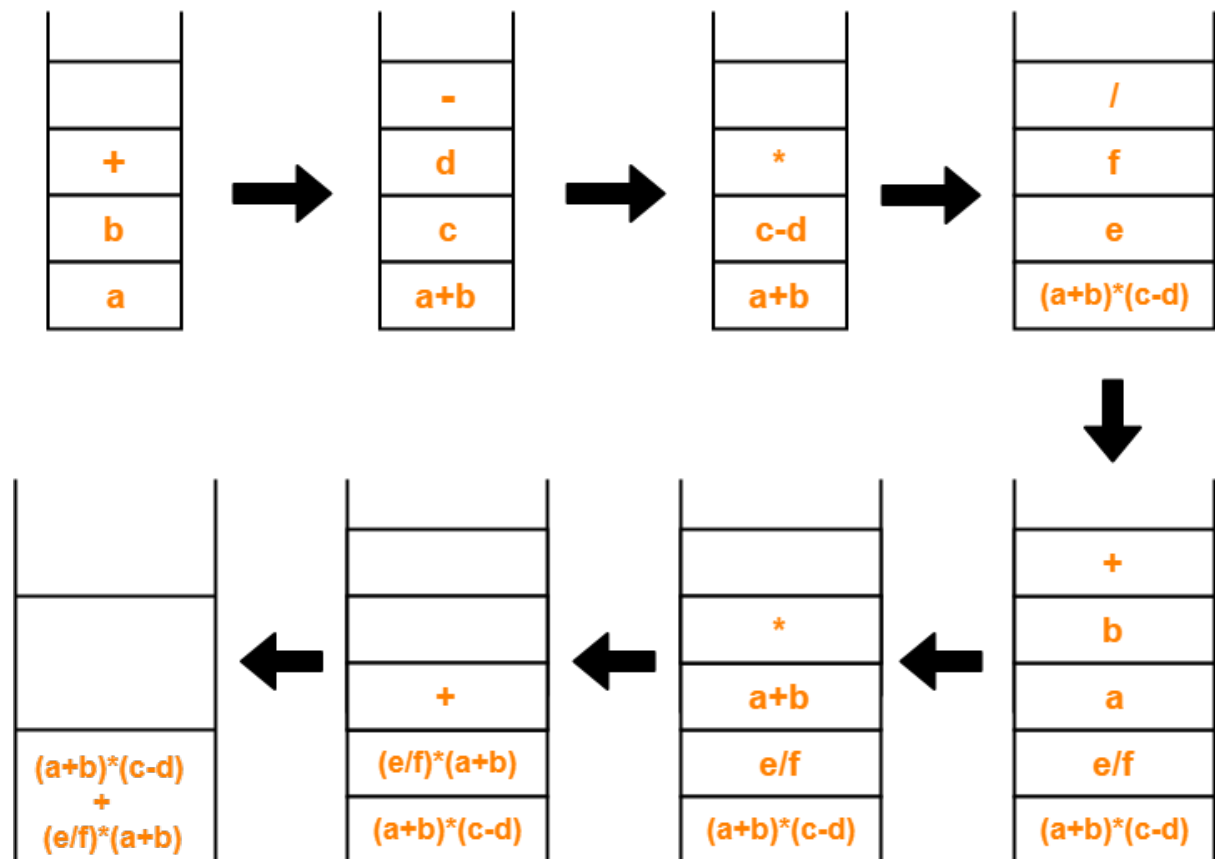 +
b
a
-
d
c
a+b
*
c-d
a+b
/
f
e
(a+b)*(c-d)
+
b
a
e/f
(a+b)*(c-d)
*
a+b
e/f
(a+b)*(c-d)
+
(e/f)*(a+b)
(a+b)*(c-d)
(a+b)*(c-d)
+
(e/f)*(a+b)